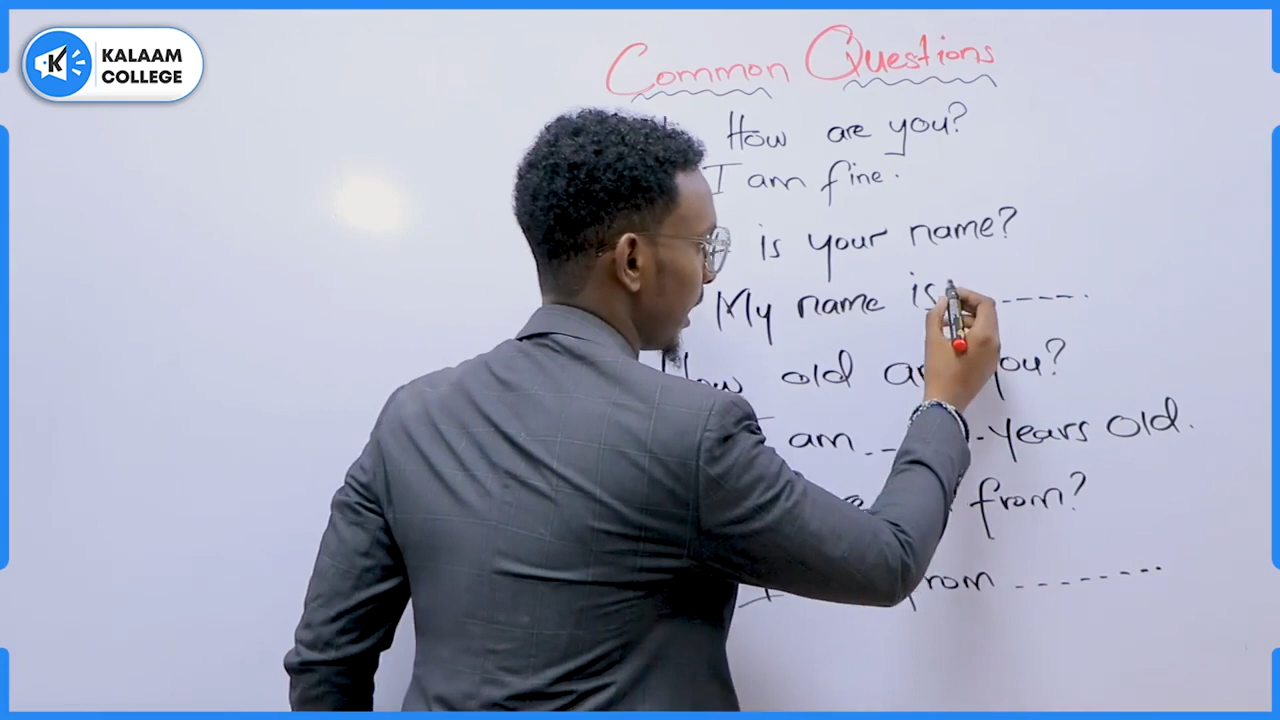 KALAAM
COLLEGE
Common Questions
How are you?
I am fine.
is your name?
My name is -----.
How old you?
I am -- -years old.
from?
I from --------